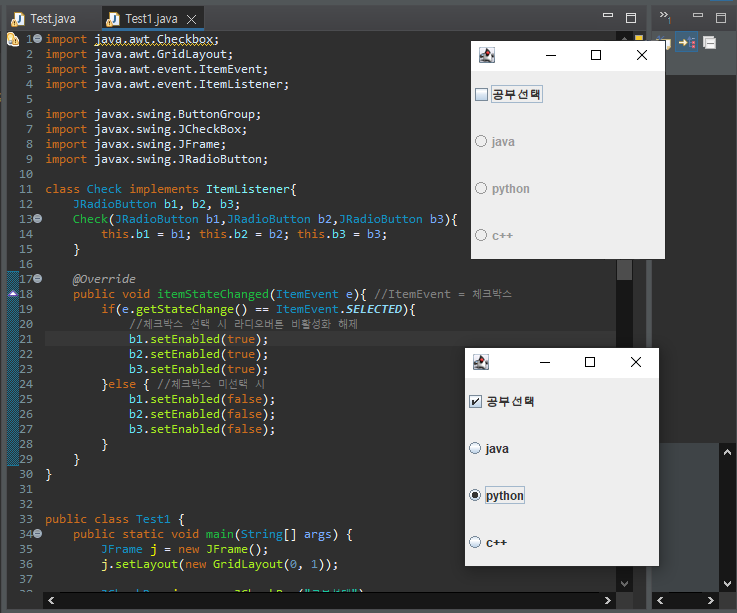 Test.java
Test1.java
1 import java.awt.Checkbox;
2 import java.awt.GridLayout;
3 import java.awt.event.ItemEvent;
4 import java.awt.event.ItemListener;
5
6 import javax.swing.ButtonGroup;
7 import javax.swing.JCheckBox;
8 import javax.swing.JFrame;
9 import javax.swing.JRadioButton;
10
11 class Check implements ItemListener{
12 JRadioButton b1, b2, b3;
13 Check(JRadioButton b1,JRadioButton b2,JRadioButton b3){
14 this.b1 = b1; this.b2 = b2; this.b3 = b3;
15 }
16
17 @Override
18 public void itemStateChanged(ItemEvent e){ //ItemEvent = 체크박스
19 if(e.getStateChange() == ItemEvent.SELECTED){
20 //체크박스 선택 시 라디오버튼 비활성화 해제
21 b1.setEnabled(true);
22 b2.setEnabled(true);
23 b3.setEnabled(true);
24 }else { //체크박스 미선택 시
25 b1.setEnabled(false);
26 b2.setEnabled(false);
27 b3.setEnabled(false);
28 }
29 }
30 }
31
32
33 public class Test1 {
34 public static void main(String[] args) {
35 JFrame j = new JFrame();
36 j.setLayout(new GridLayout(0, 1));
37
공부선택
java
python
c++
공부선택
java
python
c++